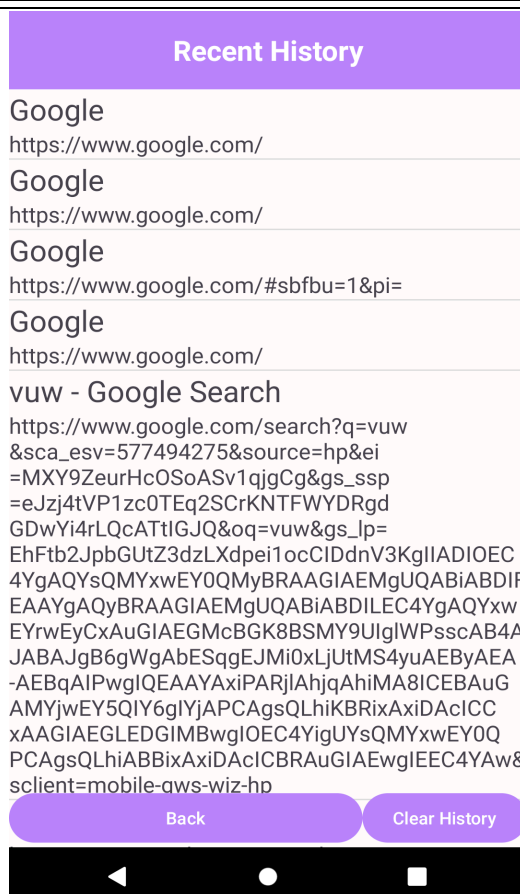 Recent History
Google
https://www.google.com/
Google
https://www.google.com/
Google
https://www.google.com/#sbfbu=1&pi=
Google
https://www.google.com/
vuw - Google Search
https://www.google.com/search?q=vuw
&sca_esv=577494275&source=hp&ei
=MXY9ZeurHcOSoASv1qjgCg&gs_ssp
=eJzj4tVP1zc0TEq2SCrKNTFWYDRgd
GDwYi4rLQcATtIGJQ&oq=vuw&gs_lp=
EhFtb2JpbGUtZ3dzLXdpei1ocCIDdnV3KgIIADIOEC
4YgAQYsQMYxwEY0QMyBRAAGIAEMgUQABiABDIF
EAAYgAQyBRAAGIAEMgUQABiABDILEC4YgAQYxw
EYrwEyCxAuGIAEGMcBGK8BSMY9UIglWPsscAB4A
JABAJgB6gWgAbESqgEJMi0xLjUtMS4yuAEByAEA
-AEBqAIPwgIQEAAYAxiPARjlAhjqAhiMA8ICEBAuG
AMYjwEY5QIY6gIYjAPCAgsQLhiKBRixAxiDAcICC
xAAGIAEGLEDGIMBwgIOEC4YigUYsQMYxwEY0Q
PCAgsQLhiABBixAxiDAcICBRAuGIAEwgIEEC4YAw&
sclient=mobile-gws-wiz-hp
Back
Clear History